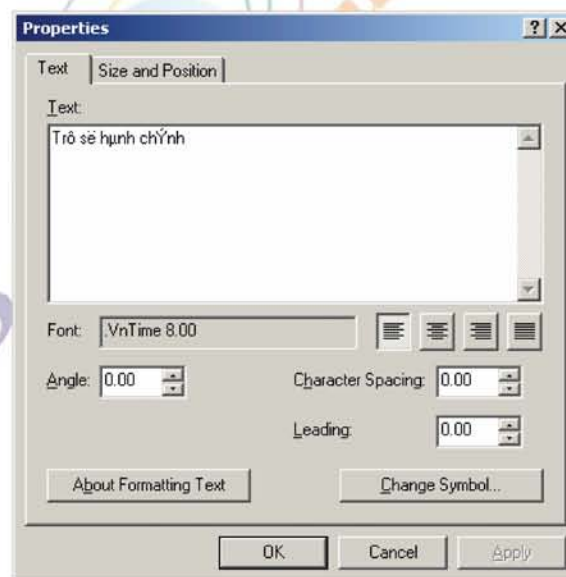 Properties
Text Size and Position
Text:
Trô së hµnh chÝnh
Font: .VnTime 8.00
Angle: 0.00 Character Spacing: 0.00
Leading: 0.00
About Formatting Text Change Symbol...
OK Cancel Apply